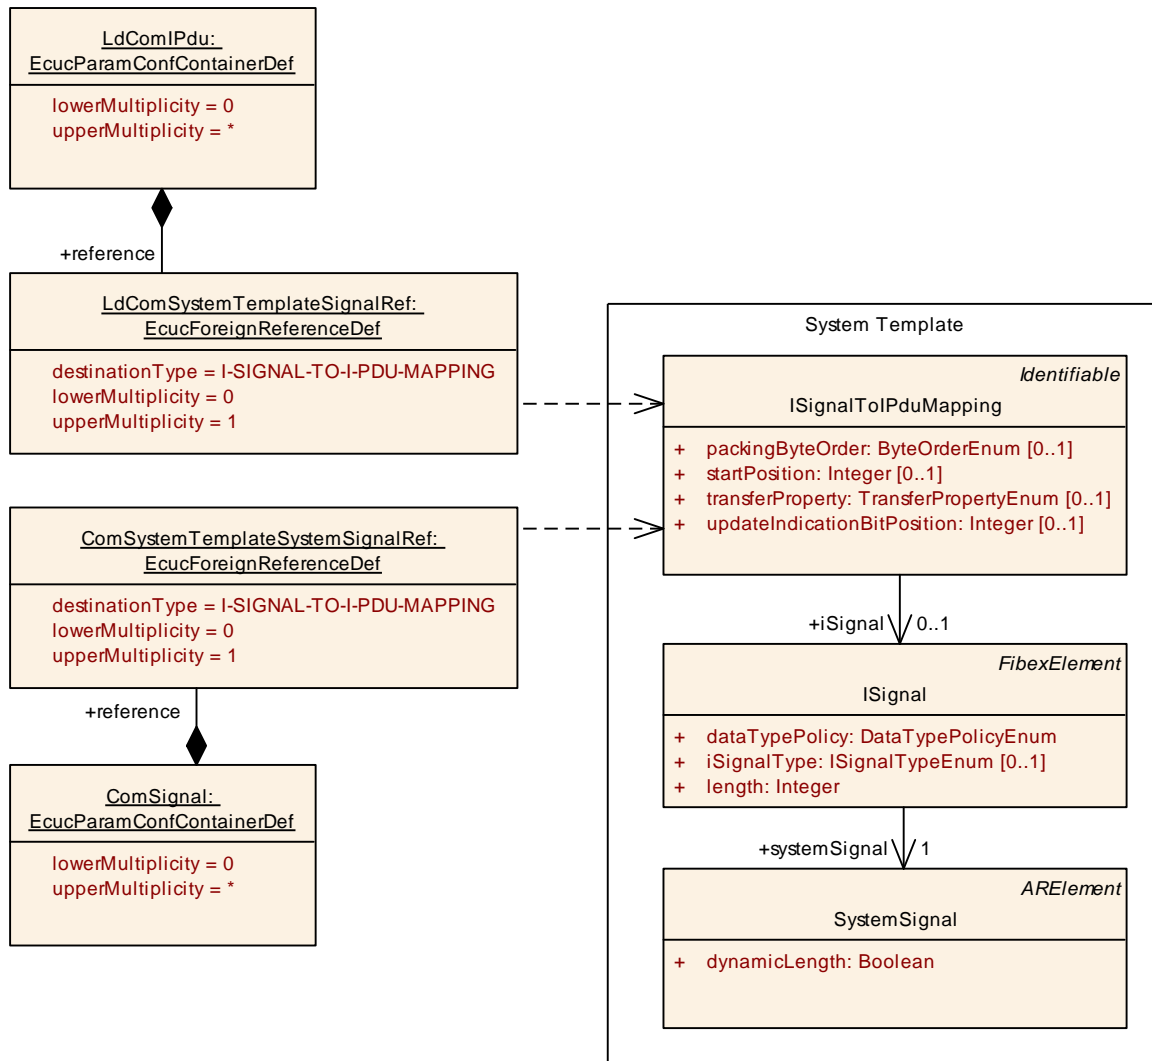 LdComIPdu:
EcucParamConfContainerDef
lowerMultiplicity = 0
upperMultiplicity = *
+reference
LdComSystemTemplateSignalRef:
EcucForeignReferenceDef
destinationType = I-SIGNAL-TO-I-PDU-MAPPING
lowerMultiplicity = 0
upperMultiplicity = 1
ComSystemTemplateSystemSignalRef:
EcucForeignReferenceDef
destinationType = I-SIGNAL-TO-I-PDU-MAPPING
lowerMultiplicity = 0
upperMultiplicity = 1
+reference
ComSignal:
EcucParamConfContainerDef
lowerMultiplicity = 0
upperMultiplicity = *
System Template
Identifiable
ISignalToIPduMapping
+ packingByteOrder: ByteOrderEnum [0..1]
+ startPosition: Integer [0..1]
+ transferProperty: TransferPropertyEnum [0..1]
+ updateIndicationBitPosition: Integer [0..1]
+iSignal 0..1
FibexElement
ISignal
+ dataTypePolicy: DataTypePolicyEnum
+ iSignalType: ISignalTypeEnum [0..1]
+ length: Integer
+systemSignal 1
ARElement
SystemSignal
+ dynamicLength: Boolean